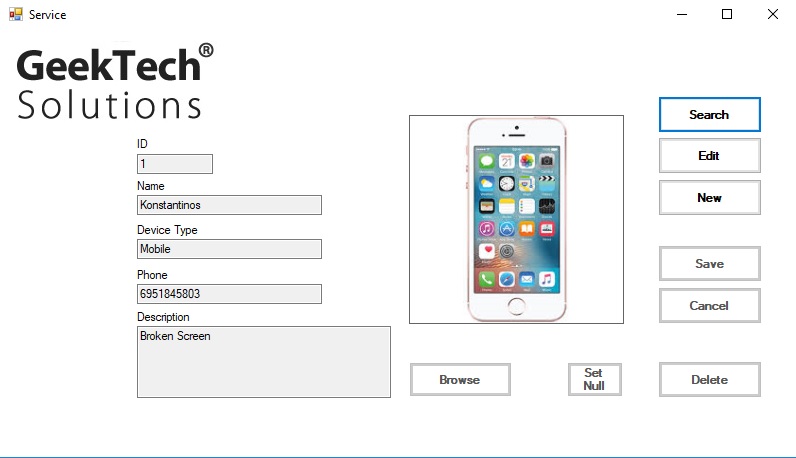 Service
GeekTech®
Solutions
ID
1
Name
Konstantinos
Device Type
Mobile
Phone
6951845803
Description
Broken Screen
Browse
Set
Null
Search
Edit
New
Save
Cancel
Delete